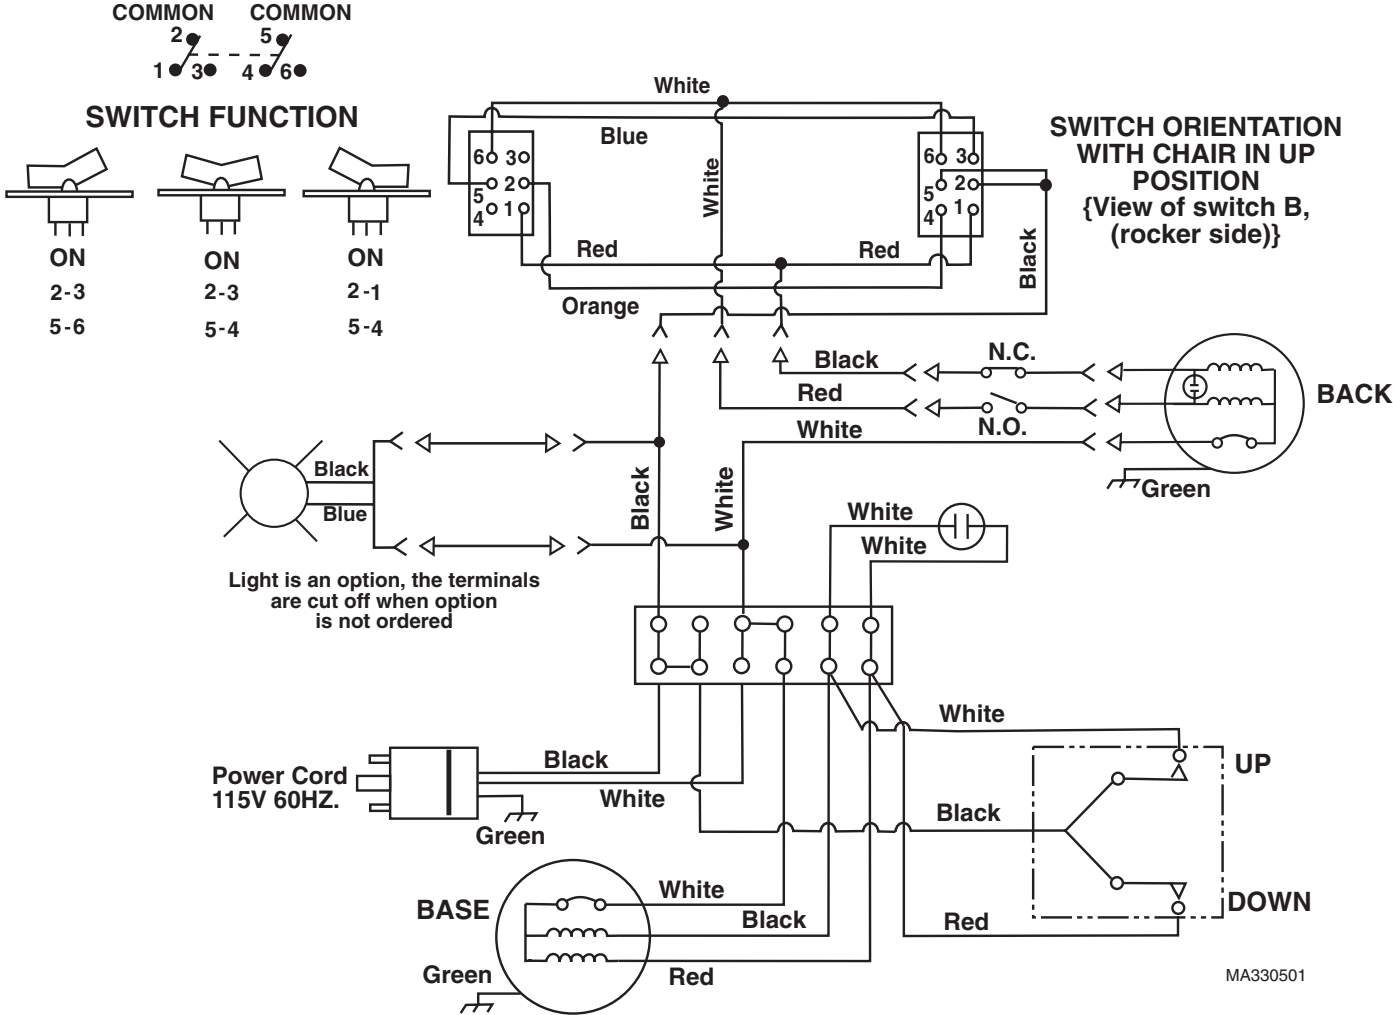 COMMON COMMON
2 5
1 3 4 6
SWITCH FUNCTION
ON ON ON
2-3 2-3 2-1
5-6 5-4 5-4
White
Blue
6 3
5 2
4 1
White
6 3
5 2
4 1
SWITCH ORIENTATION
WITH CHAIR IN UP
POSITION
{View of switch B,
(rocker side)}
Red Red
Black
Orange
Black N.C.
Red N.O.
White
BACK
Green
Black
Blue
Black
White
Light is an option, the terminals
are cut off when option
is not ordered
White
White
White
UP
Power Cord
115V 60HZ.
Black
White
Green
Black
BASE
White
Black
Red
DOWN
Green
Red
MA330501